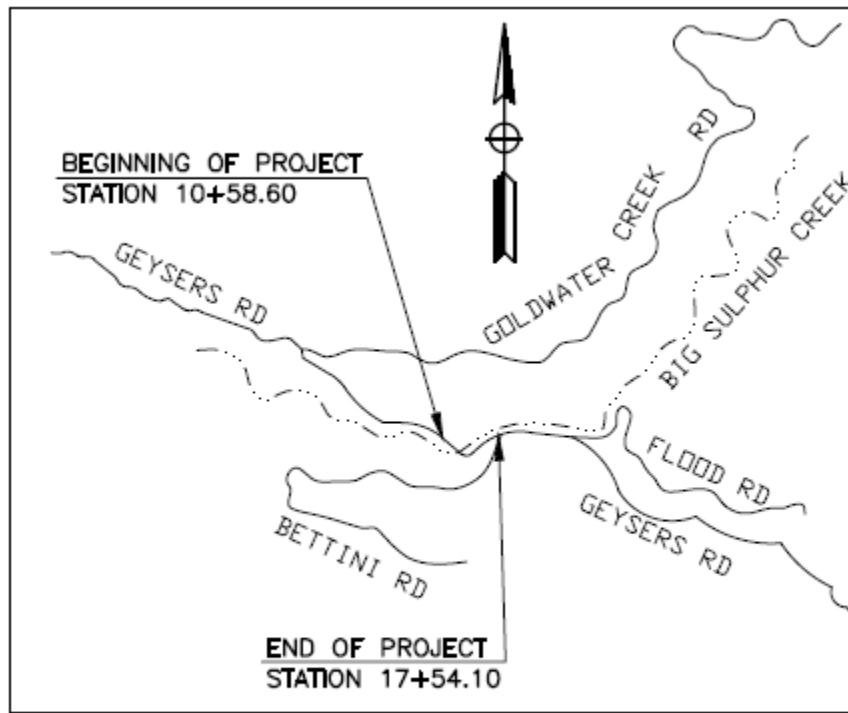 BEGINNING OF PROJECT
STATION 10+58.60
GEYSERS RD
GOLDWATER CREEK RD
BIG SULPHUR CREEK
FLOOD RD
GEYSERS RD
BETTINI RD
END OF PROJECT
STATION 17+54.10